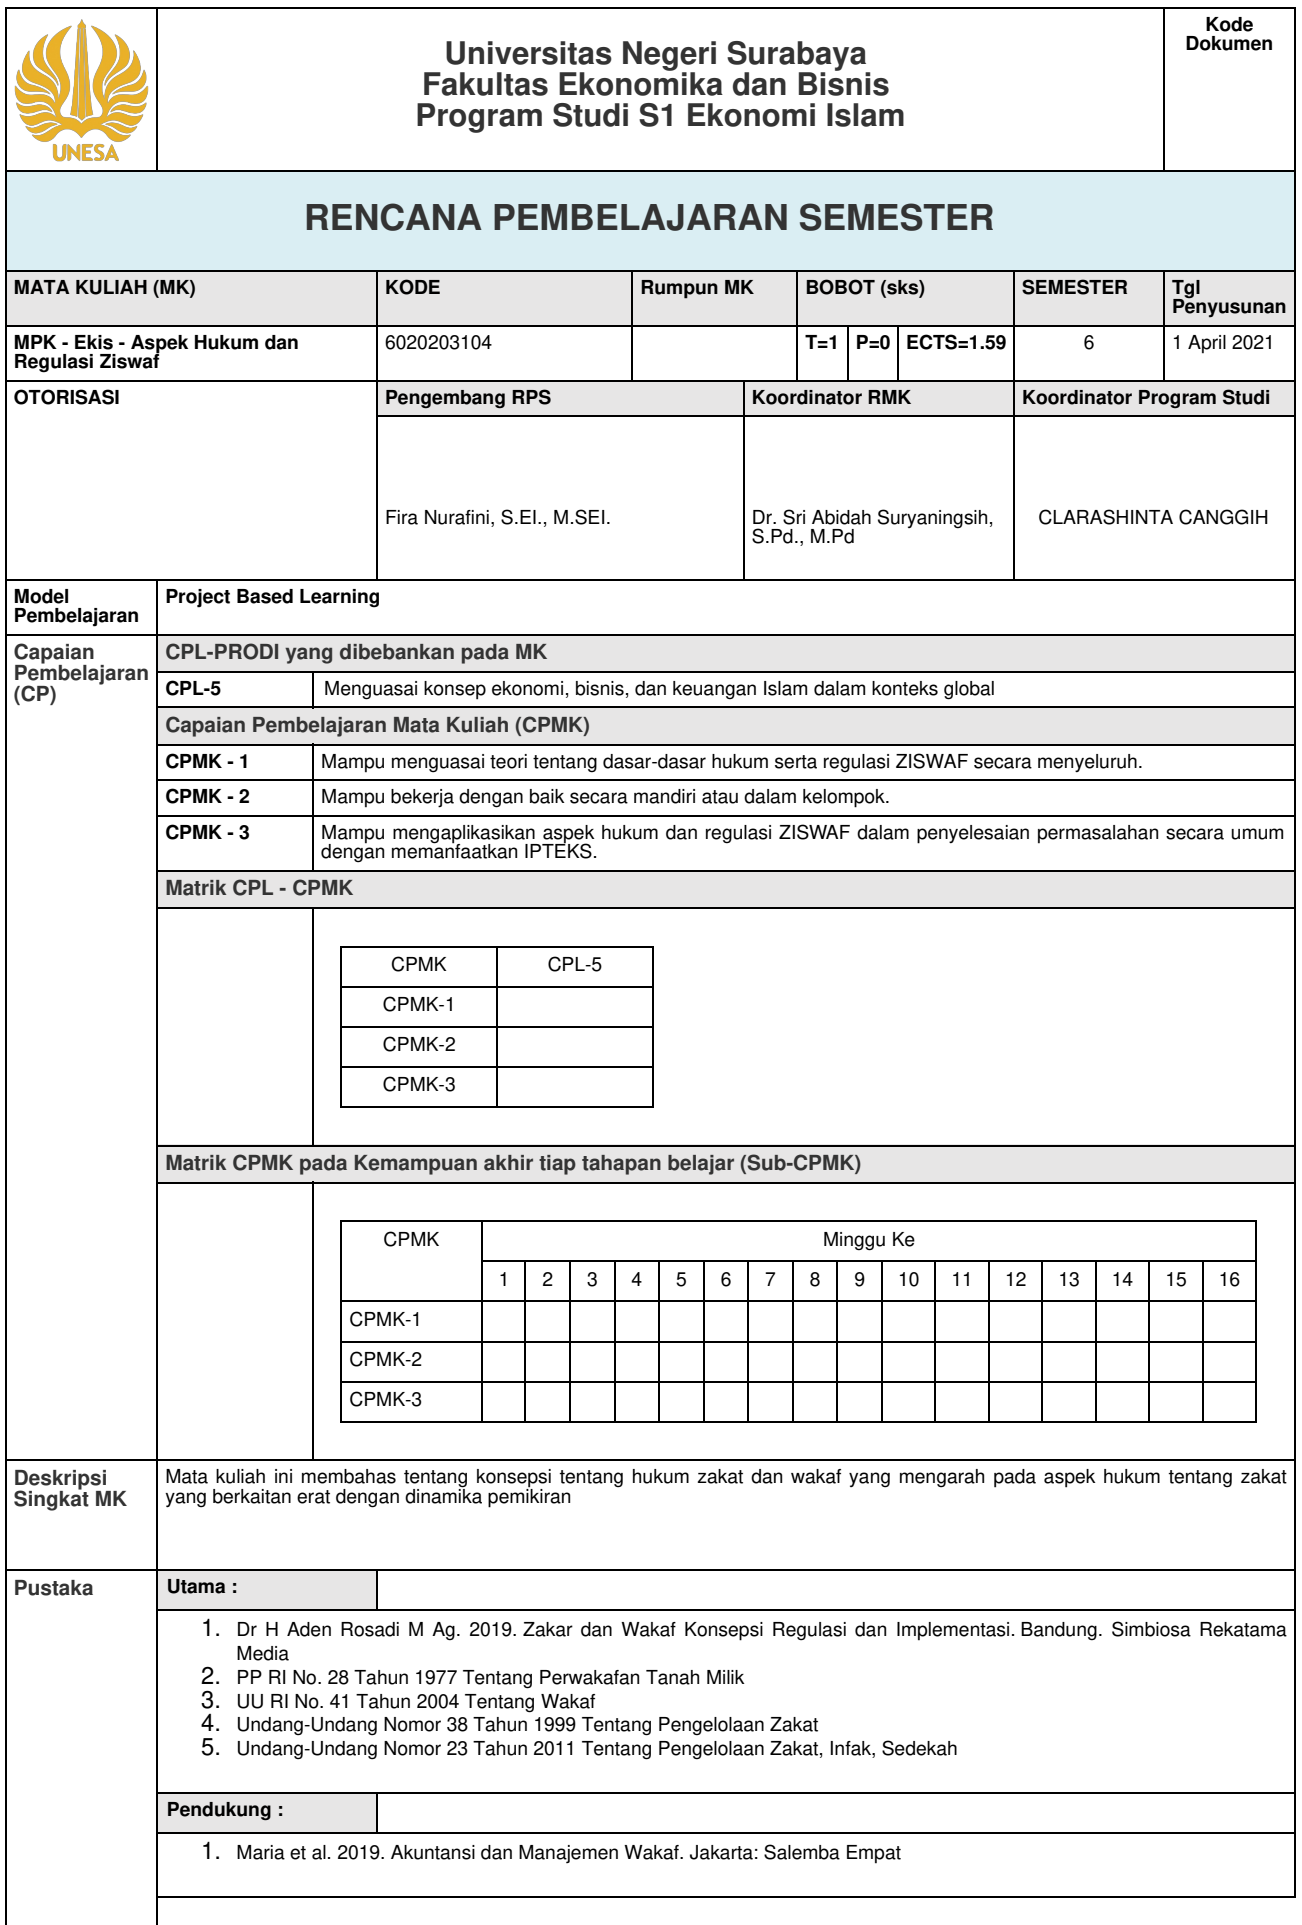 UNESA
Universitas Negeri Surabaya
Fakultas Ekonomika dan Bisnis
Program Studi S1 Ekonomi Islam
Kode
Dokumen
RENCANA PEMBELAJARAN SEMESTER
MATA KULIAH (MK) KODE Rumpun MK BOBOT (sks) SEMESTER Tgl
Penyusunan
MPK - Ekis - Aspek Hukum dan
Regulasi Ziswaf
6020203104 T=1 P=0 ECTS=1.59 6 1 April 2021
OTORISASI Pengembang RPS Koordinator RMK Koordinator Program Studi
Fira Nurafini, S.EI., M.SEI.
Dr. Sri Abidah Suryaningsih,
S.Pd., M.Pd
CLARASHINTA CANGGIH
Model
Pembelajaran
Project Based Learning
Capaian
Pembelajaran
(CP)
CPL-PRODI yang dibebankan pada MK
CPL-5 Menguasai konsep ekonomi, bisnis, dan keuangan Islam dalam konteks global
Capaian Pembelajaran Mata Kuliah (CPMK)
CPMK - 1 Mampu menguasai teori tentang dasar-dasar hukum serta regulasi ZISWAF secara menyeluruh.
CPMK - 2 Mampu bekerja dengan baik secara mandiri atau dalam kelompok.
CPMK - 3 Mampu mengaplikasikan aspek hukum dan regulasi ZISWAF dalam penyelesaian permasalahan secara umum
dengan memanfaatkan IPTEKS.
Matrik CPL - CPMK
CPMK CPL-5
CPMK-1
CPMK-2
CPMK-3
Matrik CPMK pada Kemampuan akhir tiap tahapan belajar (Sub-CPMK)
CPMK Minggu Ke
1 2 3 4 5 6 7 8 9 10 11 12 13 14 15 16
CPMK-1
CPMK-2
CPMK-3
Deskripsi
Singkat MK
Mata kuliah ini membahas tentang konsepsi tentang hukum zakat dan wakaf yang mengarah pada aspek hukum tentang zakat
yang berkaitan erat dengan dinamika pemikiran
Pustaka
Utama :
1. Dr H Aden Rosadi M Ag. 2019. Zakar dan Wakaf Konsepsi Regulasi dan Implementasi. Bandung. Simbiosa Rekatama
Media
2. PP RI No. 28 Tahun 1977 Tentang Perwakafan Tanah Milik
3. UU RI No. 41 Tahun 2004 Tentang Wakaf
4. Undang-Undang Nomor 38 Tahun 1999 Tentang Pengelolaan Zakat
5. Undang-Undang Nomor 23 Tahun 2011 Tentang Pengelolaan Zakat, Infak, Sedekah
Pendukung :
1. Maria et al. 2019. Akuntansi dan Manajemen Wakaf. Jakarta: Salemba Empat